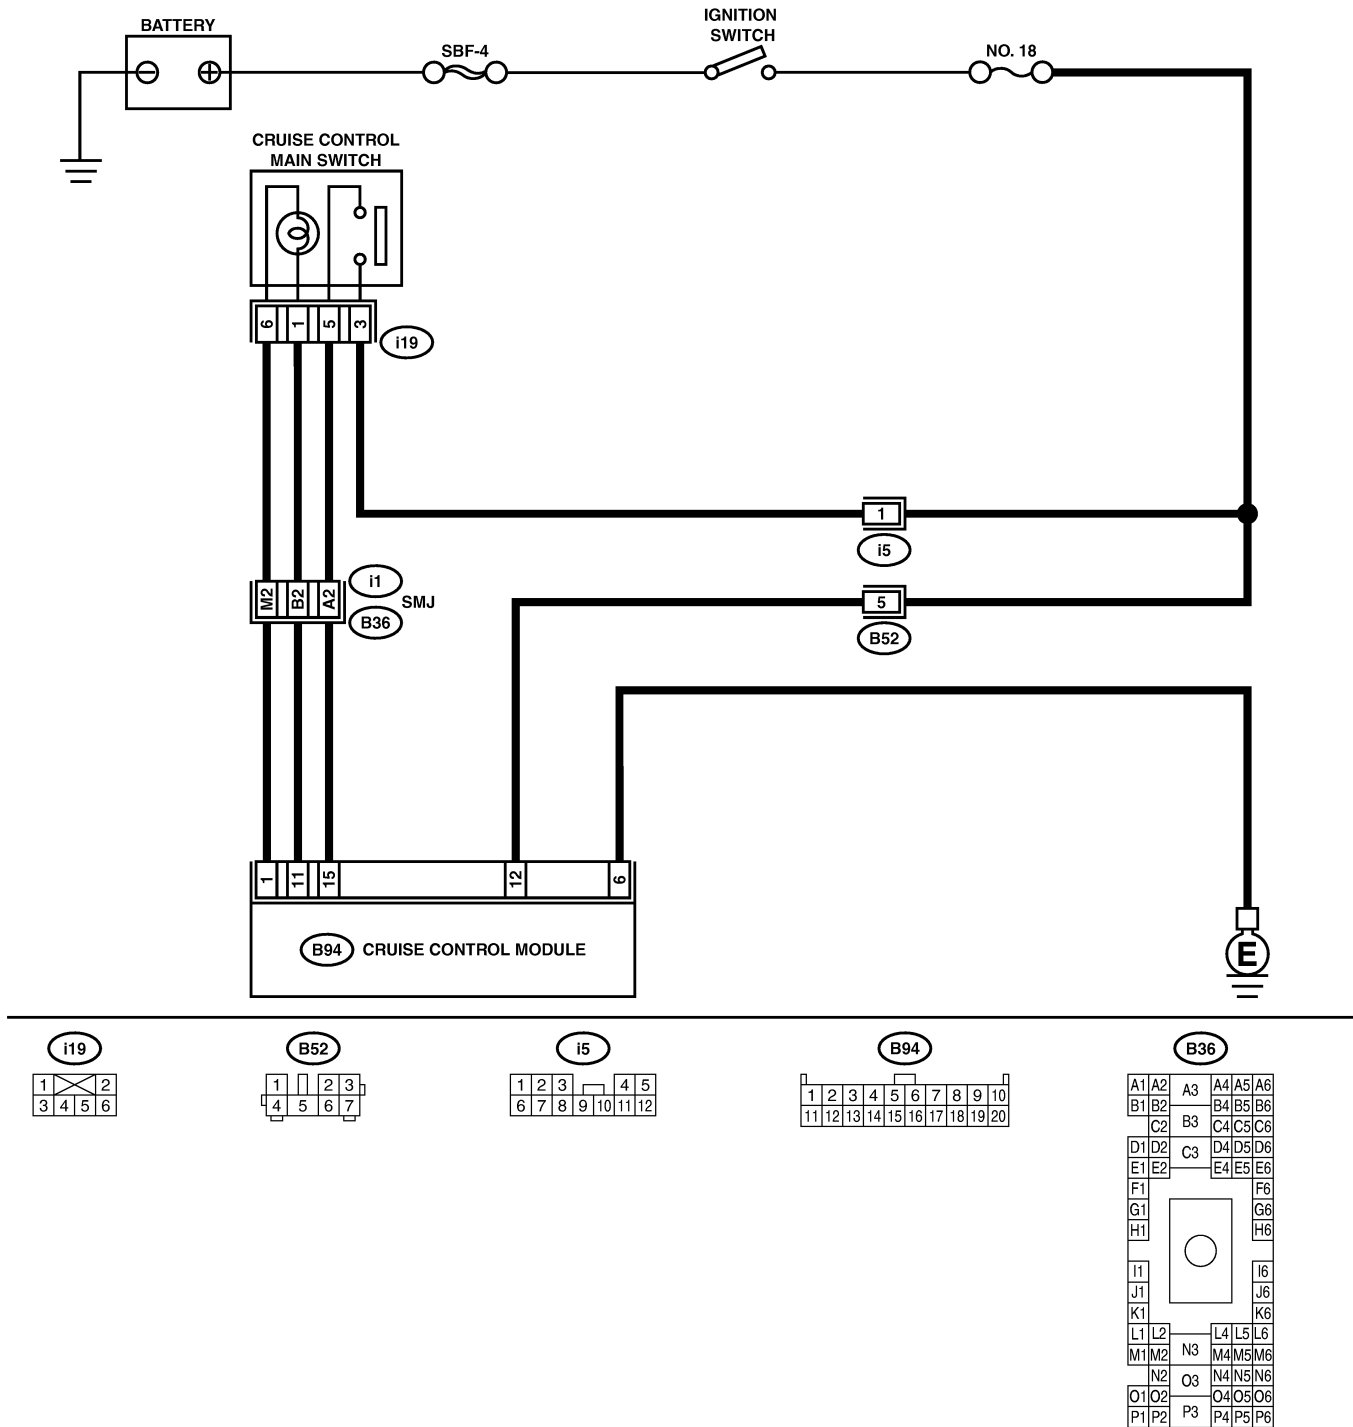 BATTERY
SBF-4
IGNITION
SWITCH
NO. 18
CRUISE CONTROL
MAIN SWITCH
6 1 5 3
i19
1
i5
M2 B2 A2
i1
B36
SMJ
5
B52
1 11 15 12 6
B94 CRUISE CONTROL MODULE
E
i19
1 2
3 4 5 6
B52
1 2 3
4 5 6 7
i5
1 2 3 4 5
6 7 8 9 10 11 12
B94
1 2 3 4 5 6 7 8 9 10
11 12 13 14 15 16 17 18 19 20
B36
A1 A2 A3 A4 A5 A6
B1 B2 B3 B4 B5 B6
C2 C4 C5 C6
D1 D2 C3 D4 D5 D6
E1 E2 E4 E5 E6
F1 F6
G1 G6
H1 H6
I1 I6
J1 J6
K1 K6
L1 L2 L4 L5 L6
M1 M2 N3 M4 M5 M6
N2 O3 N4 N5 N6
O1 O2 O4 O5 O6
P1 P2 P3 P4 P5 P6